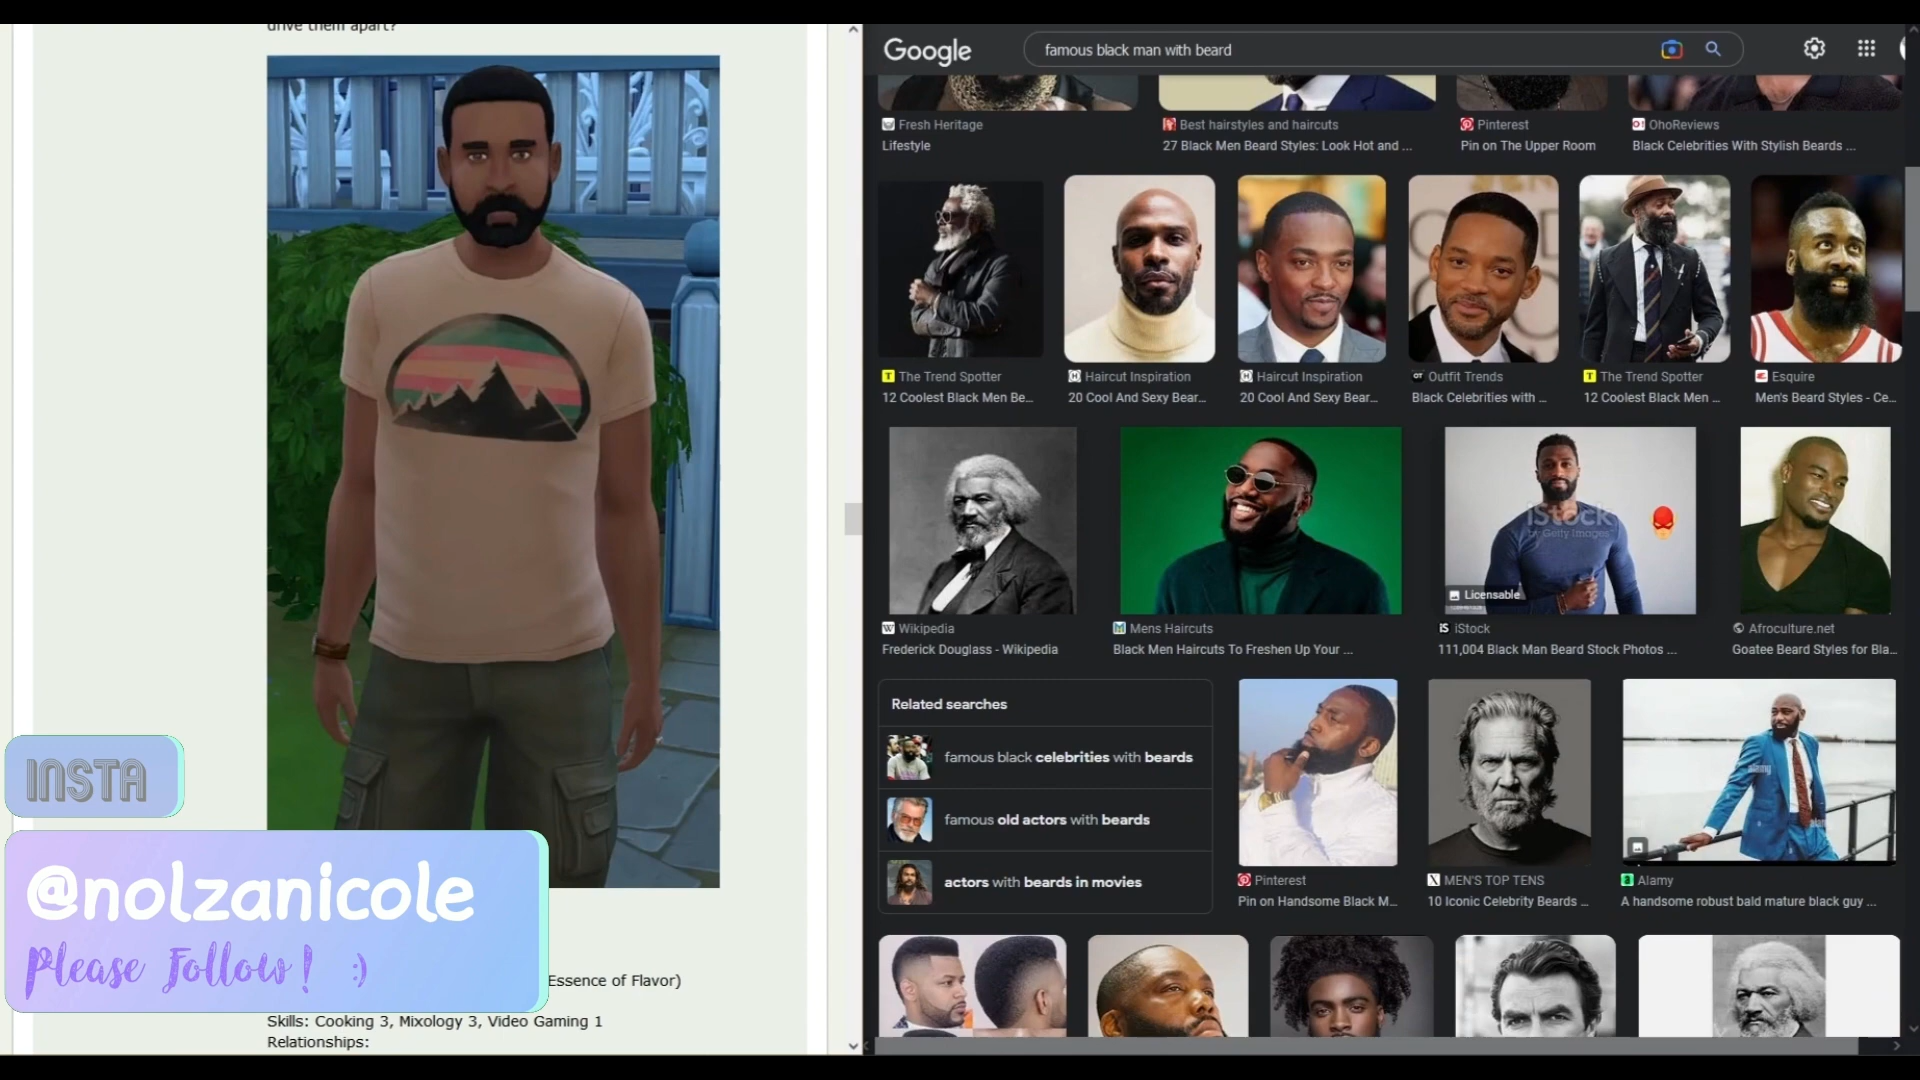 drive them apart?
INSTA
@nolzanicole
Please Follow! :)
Essence of Flavor)
Skills: Cooking 3, Mixology 3, Video Gaming 1
Relationships:
Google
famous black man with beard
Fresh Heritage
Lifestyle
Best hairstyles and haircuts
27 Black Men Beard Styles: Look Hot and ...
Pinterest
Pin on The Upper Room
OhoReviews
Black Celebrities With Stylish Beards ...
The Trend Spotter
12 Coolest Black Men Be...
Haircut Inspiration
20 Cool And Sexy Bear...
Haircut Inspiration
20 Cool And Sexy Bear...
Outfit Trends
Black Celebrities with ...
The Trend Spotter
12 Coolest Black Men ...
Esquire
Men's Beard Styles - Ce...
iStock
by Getty Images
Licensable
Wikipedia
Frederick Douglass - Wikipedia
Mens Haircuts
Black Men Haircuts To Freshen Up Your ...
iStock
111,004 Black Man Beard Stock Photos ...
Afroculture.net
Goatee Beard Styles for Bla...
Related searches
famous black celebrities with beards
famous old actors with beards
actors with beards in movies
alamy
Pinterest
Pin on Handsome Black M...
MEN'S TOP TENS
10 Iconic Celebrity Beards ...
Alamy
A handsome robust bald mature black guy ...